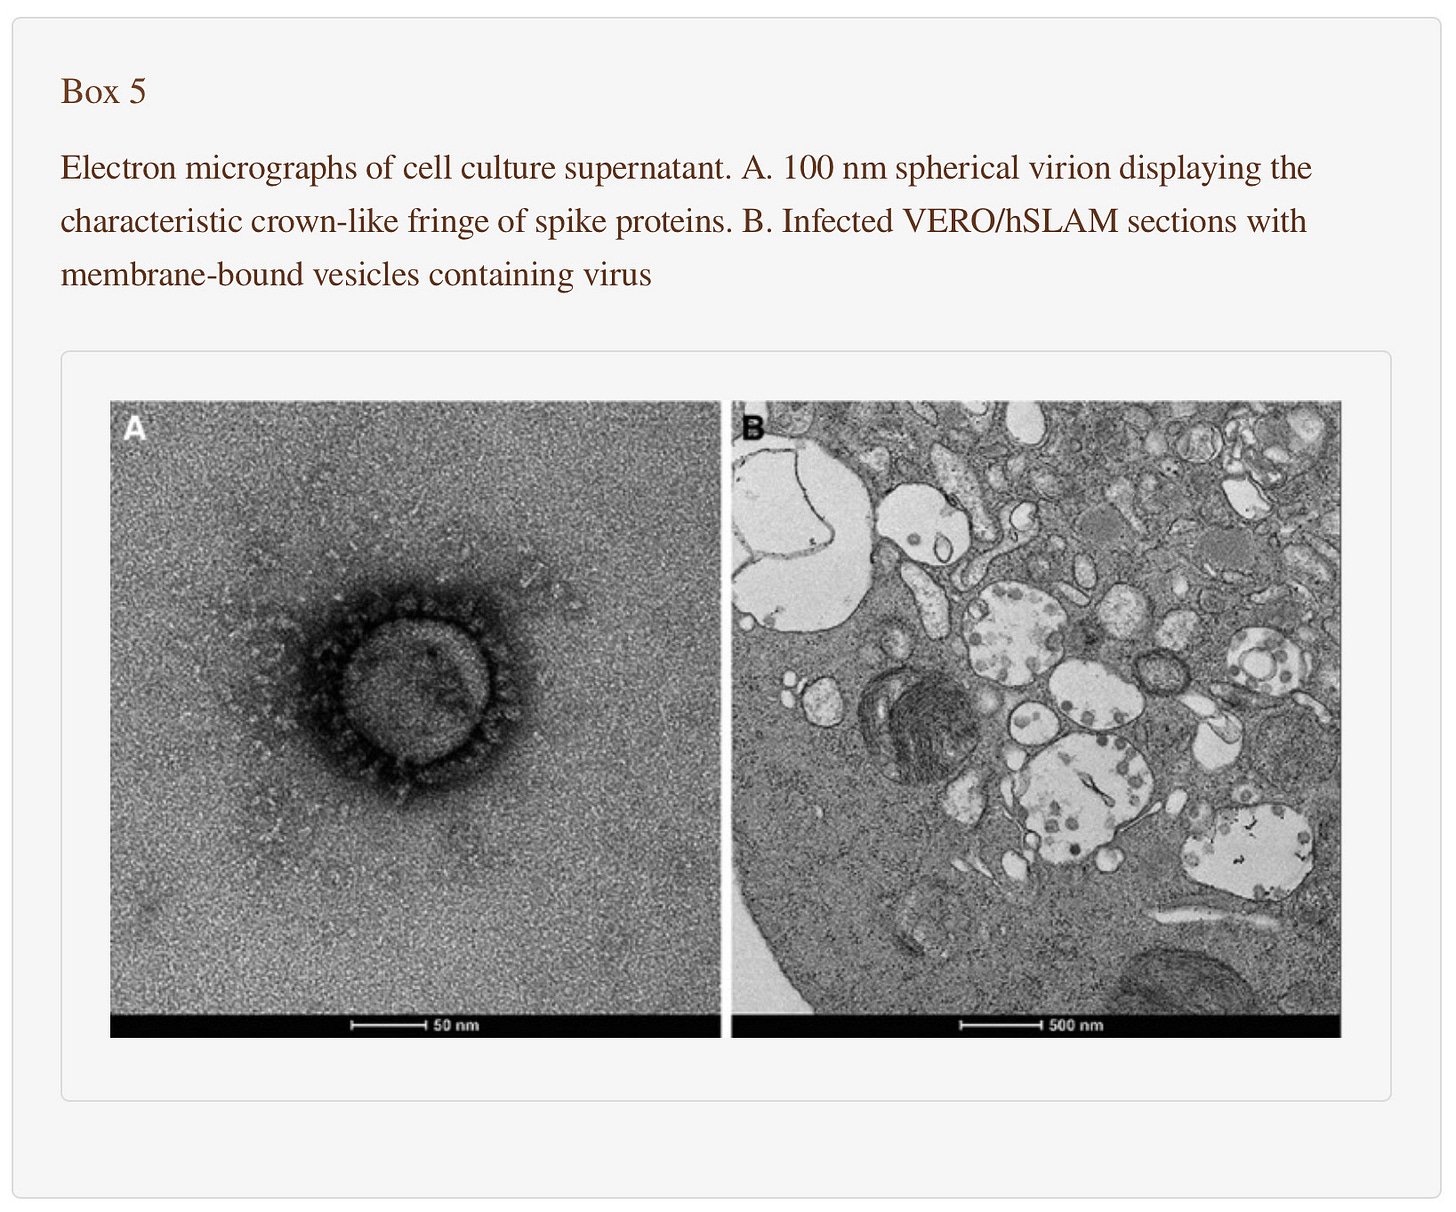 Box 5
Electron micrographs of cell culture supernatant. A. 100 nm spherical virion displaying the
characteristic crown-like fringe of spike proteins. B. Infected VERO/hSLAM sections with
membrane-bound vesicles containing virus
A
B
50 nm
500 nm